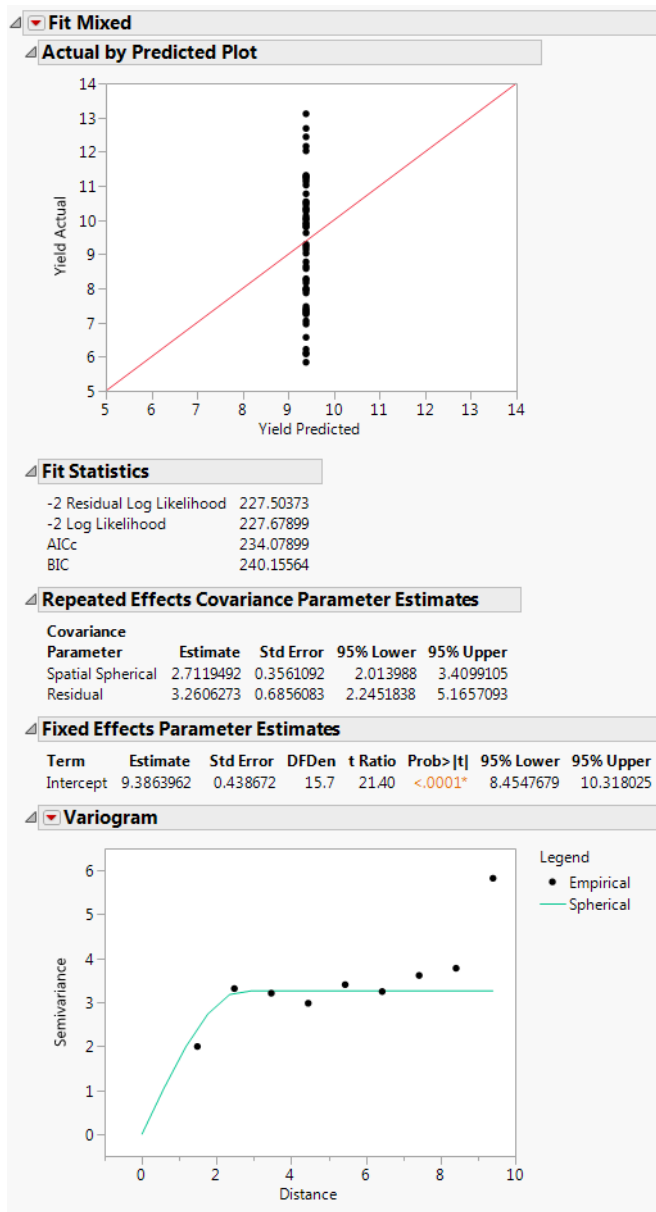 Fit Mixed
Actual by Predicted Plot
14
13
12
11
10
9
8
7
6
5
Yield Actual
5 6 7 8 9 10 11 12 13 14
Yield Predicted
Fit Statistics
-2 Residual Log Likelihood 227.50373
-2 Log Likelihood 227.67899
AICc 234.07899
BIC 240.15564
Repeated Effects Covariance Parameter Estimates
Covariance
Parameter Estimate Std Error 95% Lower 95% Upper
Spatial Spherical 2.7119492 0.3561092 2.013988 3.4099105
Residual 3.2606273 0.6856083 2.2451838 5.1657093
Fixed Effects Parameter Estimates
Term Estimate Std Error DFDen t Ratio Prob>|t| 95% Lower 95% Upper
Intercept 9.3863962 0.438672 15.7 21.40 <.0001* 8.4547679 10.318025
Variogram
6
5
4
3
2
1
0
Semivariance
0 2 4 6 8 10
Distance
Legend
Empirical
Spherical